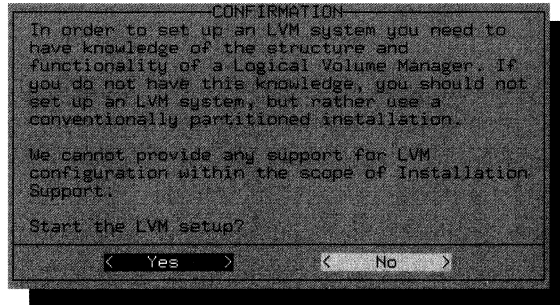 CONFIRMATION
In order to set up an LVM system you need to
have knowledge of the structure and
functionality of a Logical Volume Manager. If
you do not have this knowledge, you should not
set up an LVM system, but rather use a
conventionally partitioned installation.
We cannot provide any support for LVM
configuration within the scope of Installation
Support.
Start the LVM setup?
< Yes > < No >